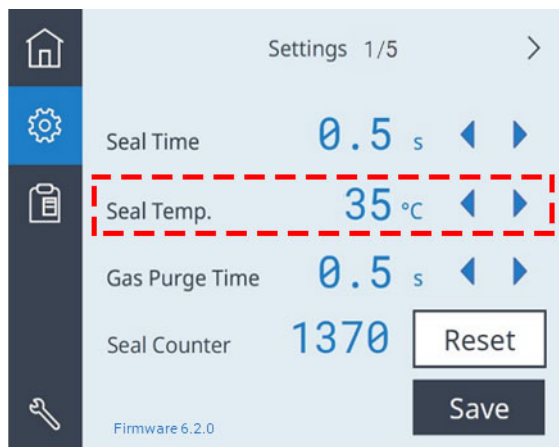 Settings 1/5 >
Seal Time 0.5 s
Seal Temp. 35 °C
Gas Purge Time 0.5 s
Seal Counter 1370 Reset
Save
Firmware 6.2.0